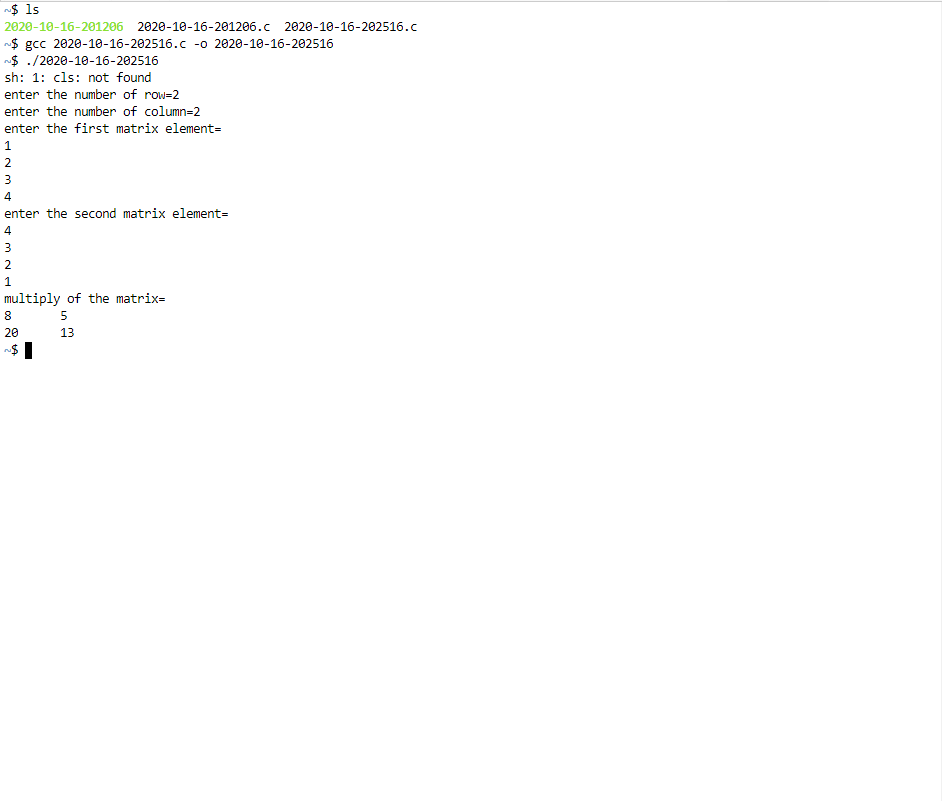 ~$ ls
2020-10-16-201206  2020-10-16-201206.c  2020-10-16-202516.c
~$ gcc 2020-10-16-202516.c -o 2020-10-16-202516
~$ ./2020-10-16-202516
sh: 1: cls: not found
enter the number of row=2
enter the number of column=2
enter the first matrix element=
1
2
3
4
enter the second matrix element=
4
3
2
1
multiply of the matrix=
8       5
20      13
~$